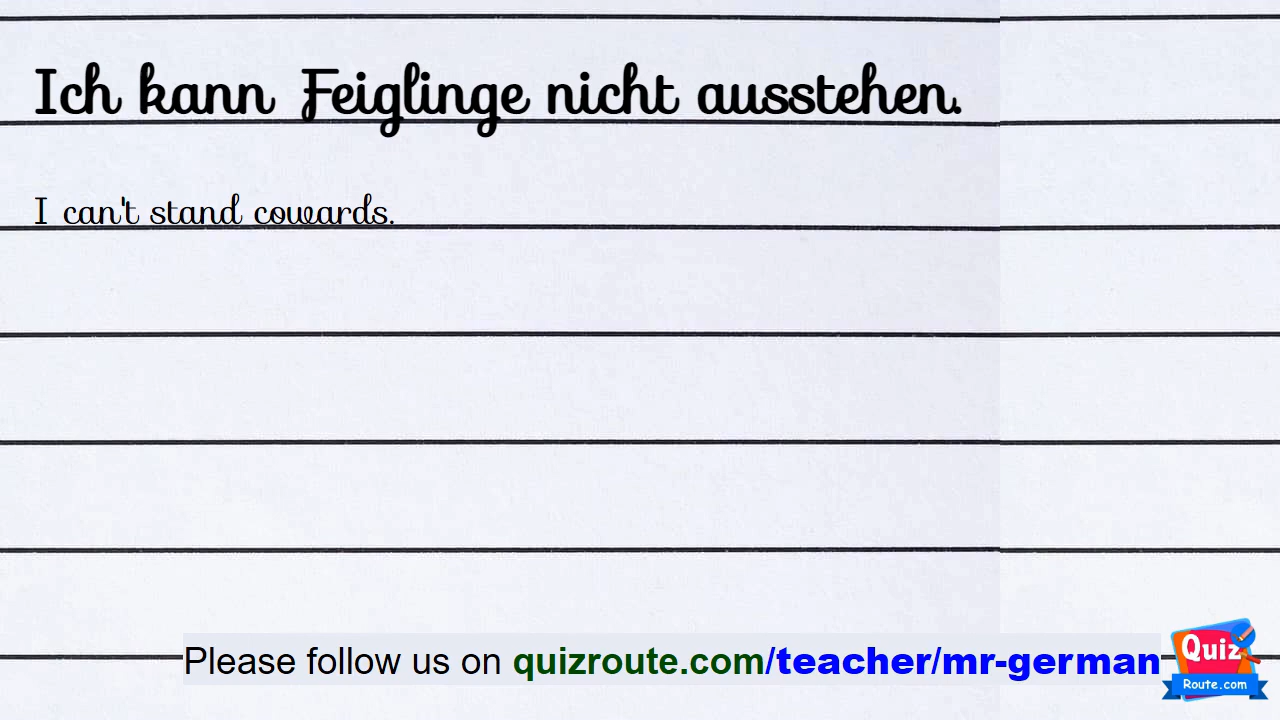 Ich kann Feiglinge nicht ausstehen.
I can't stand cowards.
Please follow us on quizroute.com/teacher/mr-german
Quiz
Route.com